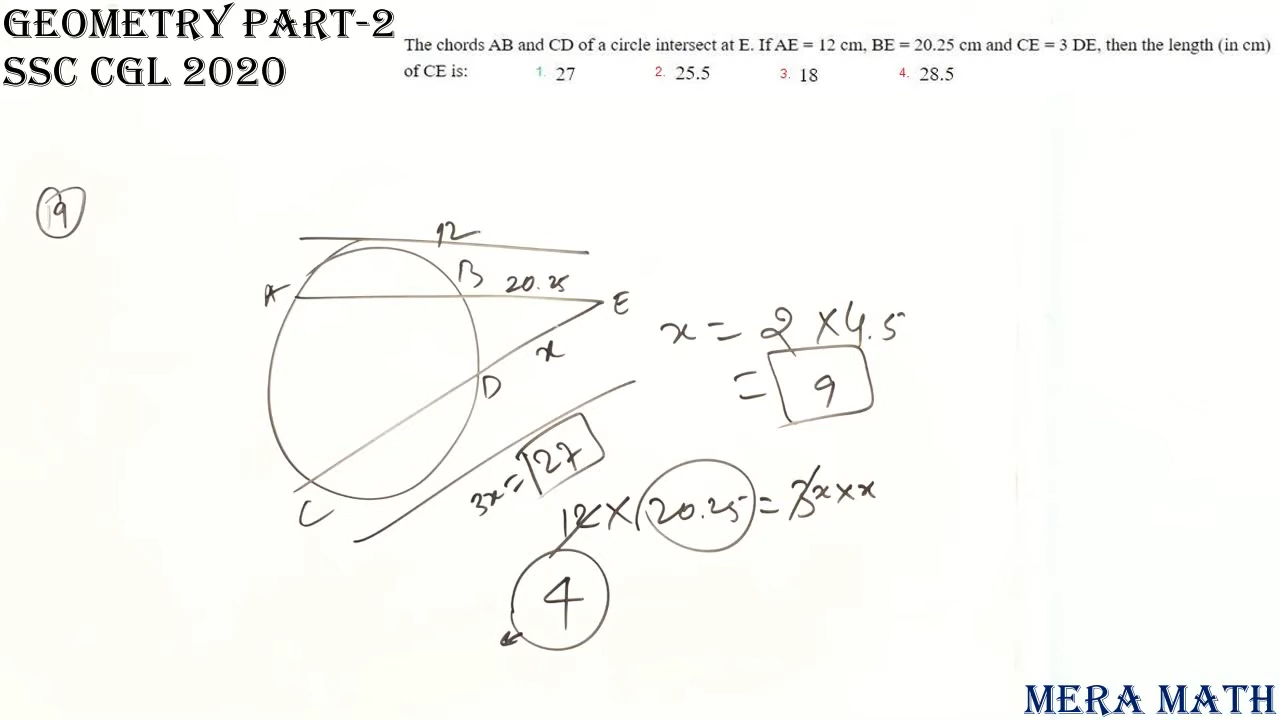 GEOMETRY PART-2
SSC CGL 2020
The chords AB and CD of a circle intersect at E. If AE = 12 cm, BE = 20.25 cm and CE = 3 DE, then the length (in cm)
of CE is: 1. 27 2. 25.5 3. 18 4. 28.5
19
12
A B 20.25 E
x
D
C
x = 2 × 4.5
= 9
3x = 27
12 × 20.25 = 3x × x
4
MERA MATH